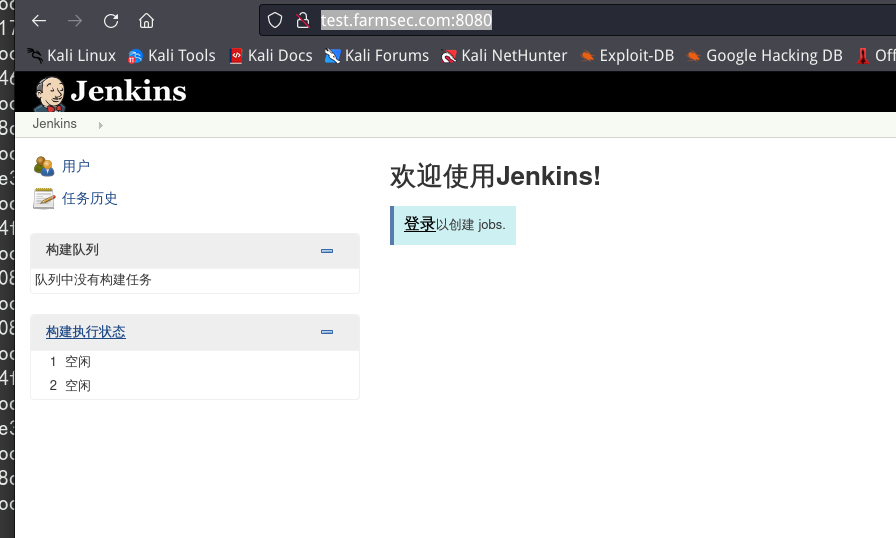 test.farmsec.com:8080
Kali Linux Kali Tools Kali Docs Kali Forums Kali NetHunter Exploit-DB Google Hacking DB Off
Jenkins
Jenkins
用户
任务历史
构建队列
队列中没有构建任务
构建执行状态
1 空闲
2 空闲
欢迎使用Jenkins!
登录以创建 jobs.